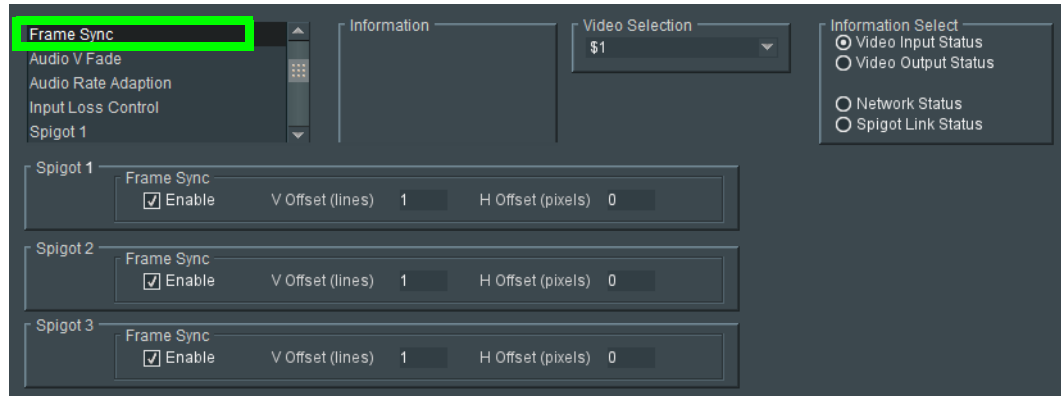 Frame Sync
Audio V Fade
Audio Rate Adaption
Input Loss Control
Spigot 1
Information
Video Selection
$1
Information Select
Video Input Status
Video Output Status
Network Status
Spigot Link Status
Spigot 1
Frame Sync
Enable V Offset (lines) 1 H Offset (pixels) 0
Spigot 2
Frame Sync
Enable V Offset (lines) 1 H Offset (pixels) 0
Spigot 3
Frame Sync
Enable V Offset (lines) 1 H Offset (pixels) 0